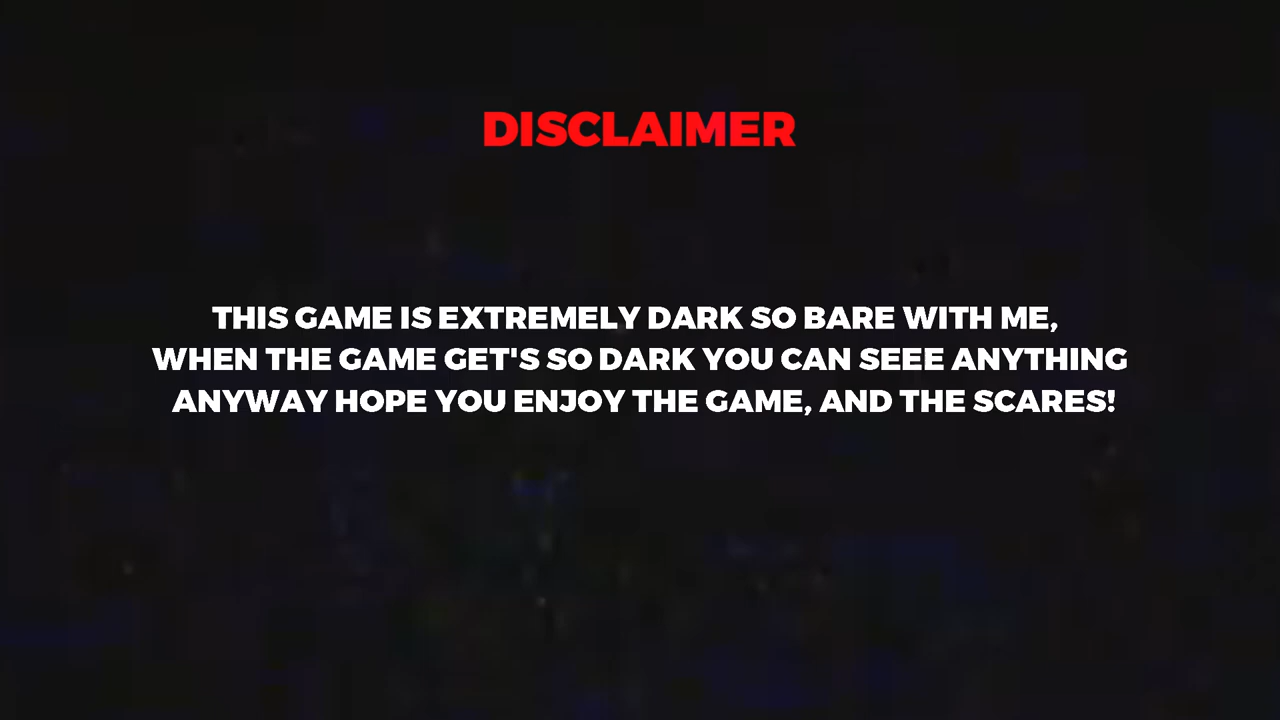 DISCLAIMER
THIS GAME IS EXTREMELY DARK SO BARE WITH ME,
WHEN THE GAME GET'S SO DARK YOU CAN SEEE ANYTHING
ANYWAY HOPE YOU ENJOY THE GAME, AND THE SCARES!